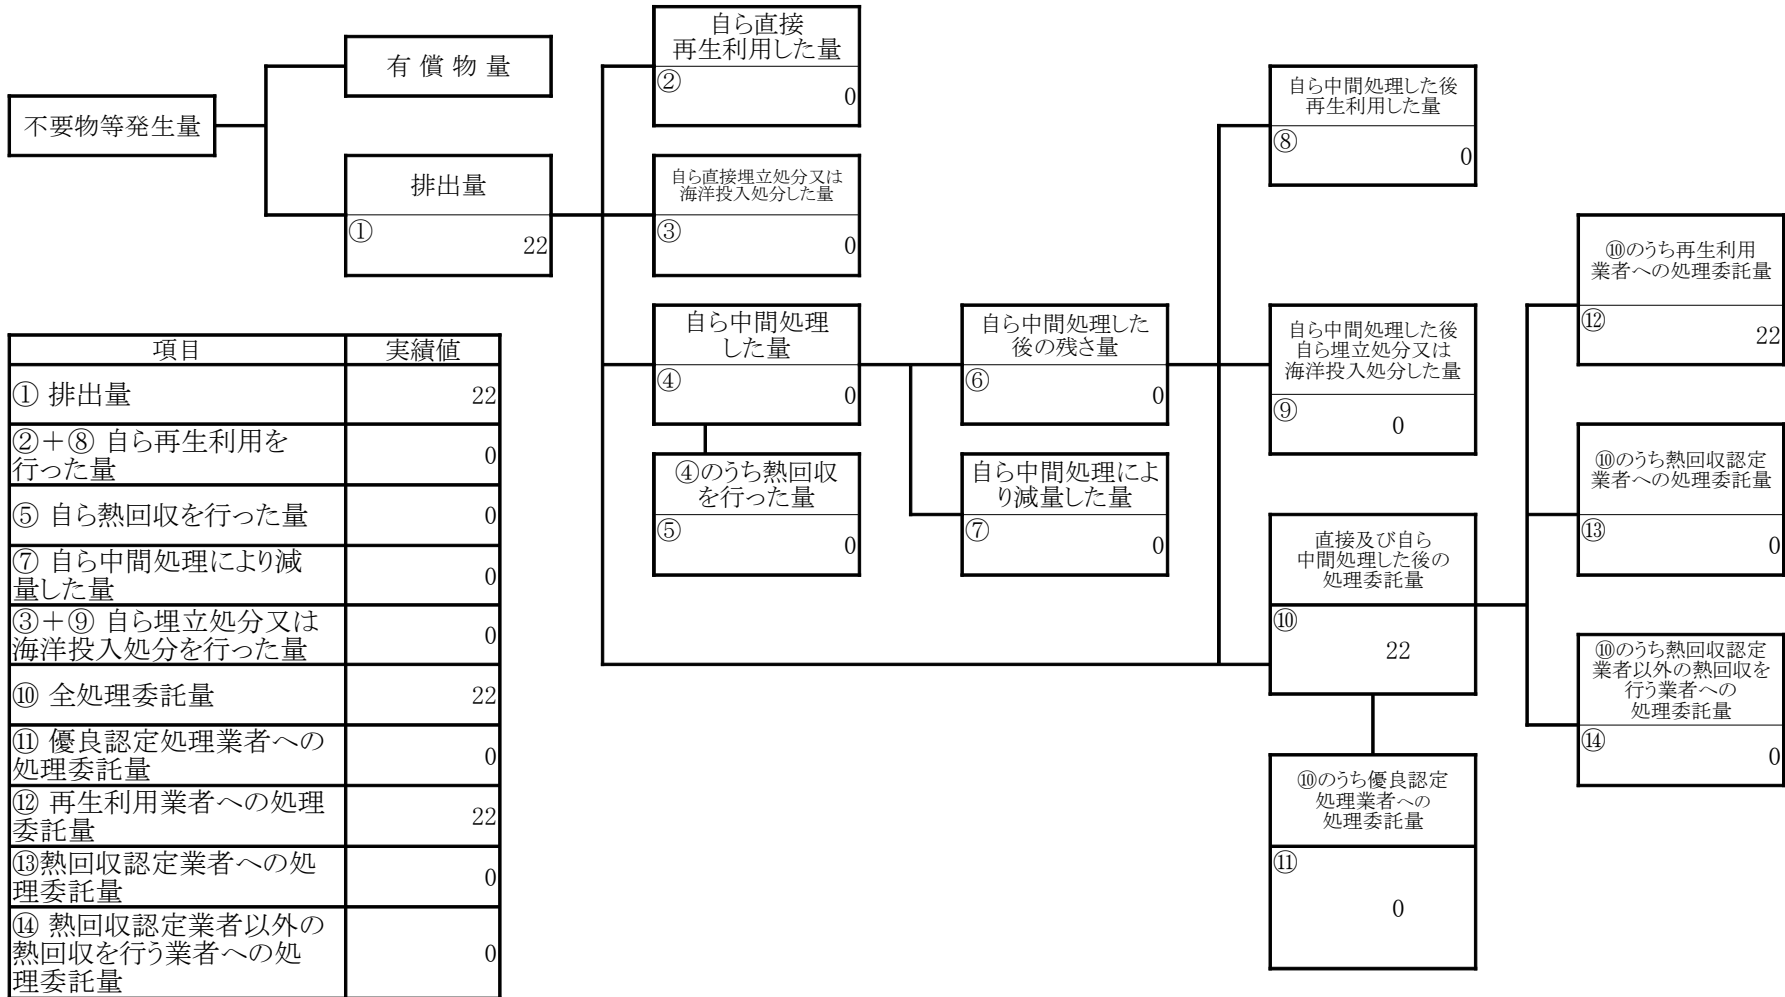 不要物等発生量
有 償 物 量
排出量
①
22
自ら直接
再生利用した量
②
0
自ら直接埋立処分又は
海洋投入処分した量
③
0
自ら中間処理
した量
④
0
④のうち熱回収
を行った量
⑤
0
自ら中間処理した
後の残さ量
⑥
0
自ら中間処理によ
り減量した量
⑦
0
自ら中間処理した後
再生利用した量
⑧
0
自ら中間処理した後
自ら埋立処分又は
海洋投入処分した量
⑨
0
直接及び自ら
中間処理した後の
処理委託量
⑩
22
⑩のうち優良認定
処理業者への
処理委託量
⑪
0
⑩のうち再生利用
業者への処理委託量
⑫
22
⑩のうち熱回収認定
業者への処理委託量
⑬
0
⑩のうち熱回収認定
業者以外の熱回収を
行う業者への
処理委託量
⑭
0
項目 実績値
① 排出量 22
②＋⑧ 自ら再生利用を
行った量 0
⑤ 自ら熱回収を行った量 0
⑦ 自ら中間処理により減
量した量 0
③＋⑨ 自ら埋立処分又は
海洋投入処分を行った量 0
⑩ 全処理委託量 22
⑪ 優良認定処理業者への
処理委託量 0
⑫ 再生利用業者への処理
委託量 22
⑬熱回収認定業者への処
理委託量 0
⑭ 熱回収認定業者以外の
熱回収を行う業者への処
理委託量 0